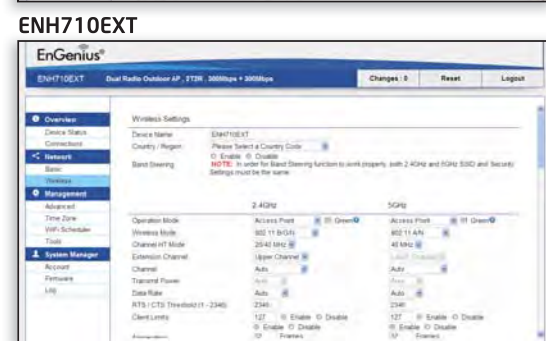 ENH710EXT
EnGenius®
ENH710EXT Dual Radio Outdoor AP , 2T2R , 300Mbps + 300Mbps Changes : 0 Reset Logout
Overview
Device Status
Connections
Network
Basic
Wireless
Management
Advanced
Time Zone
WiFi Scheduler
Tools
System Manager
Account
Firmware
Log
Wireless Settings
Device Name ENH710EXT
Country / Region Please Select a Country Code
Band Steering Enable Disable
NOTE: In order for Band Steering function to work properly, both 2.4GHz and 5GHz SSID and Security
Settings must be the same.
2.4GHz 5GHz
Operation Mode Access Point Green Access Point Green
Wireless Mode 802.11 B/G/N 802.11 A/N
Channel HT Mode 20/40 MHz 40 MHz
Extension Channel Upper Channel
Channel Auto Auto
Transmit Power Auto Auto
Data Rate Auto Auto
RTS / CTS Threshold (1 - 2346) 2346 2346
Client Limits 127 Enable Disable 127 Enable Disable
Enable Disable Enable Disable
32 Frames 32 Frames